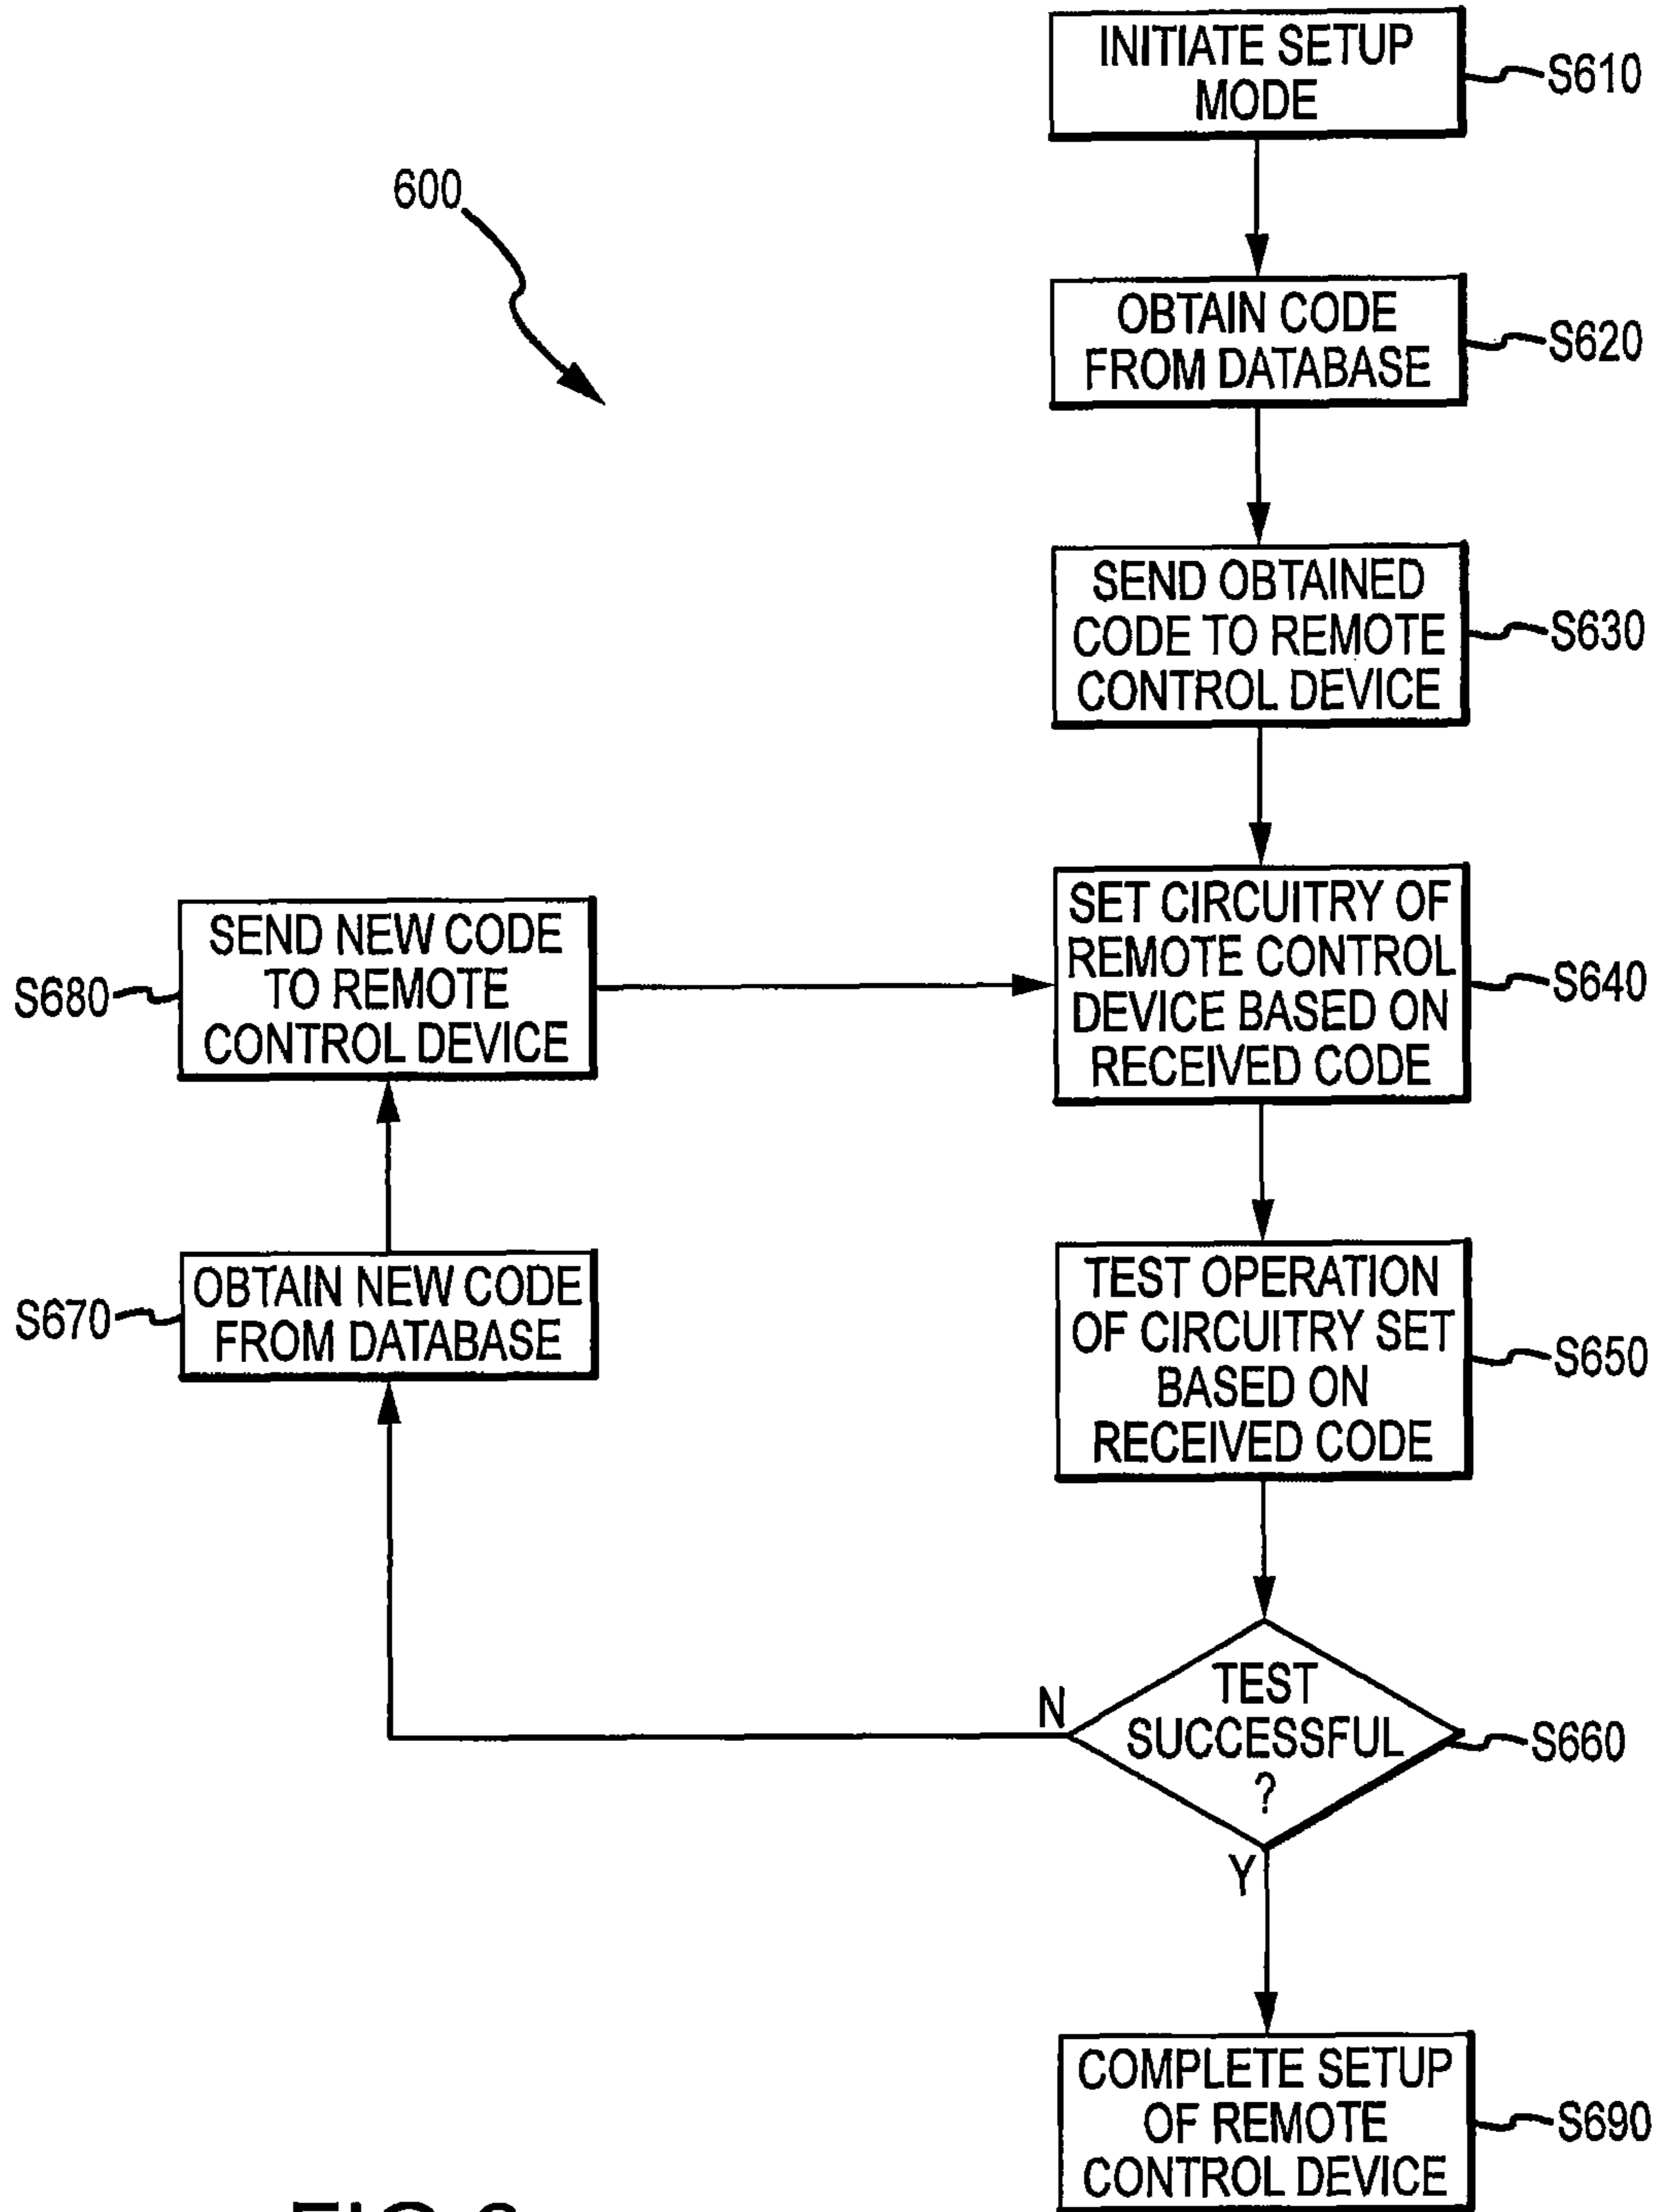 INITIATE SETUP
MODE
S610
600
OBTAIN CODE
FROM DATABASE
S620
SEND OBTAINED
CODE TO REMOTE
CONTROL DEVICE
S630
SET CIRCUITRY OF
REMOTE CONTROL
DEVICE BASED ON
RECEIVED CODE
S640
SEND NEW CODE
TO REMOTE
CONTROL DEVICE
S680
TEST OPERATION
OF CIRCUITRY SET
BASED ON
RECEIVED CODE
S650
OBTAIN NEW CODE
FROM DATABASE
S670
TEST
SUCCESSFUL
?
S660
N
Y
COMPLETE SETUP
OF REMOTE
CONTROL DEVICE
S690